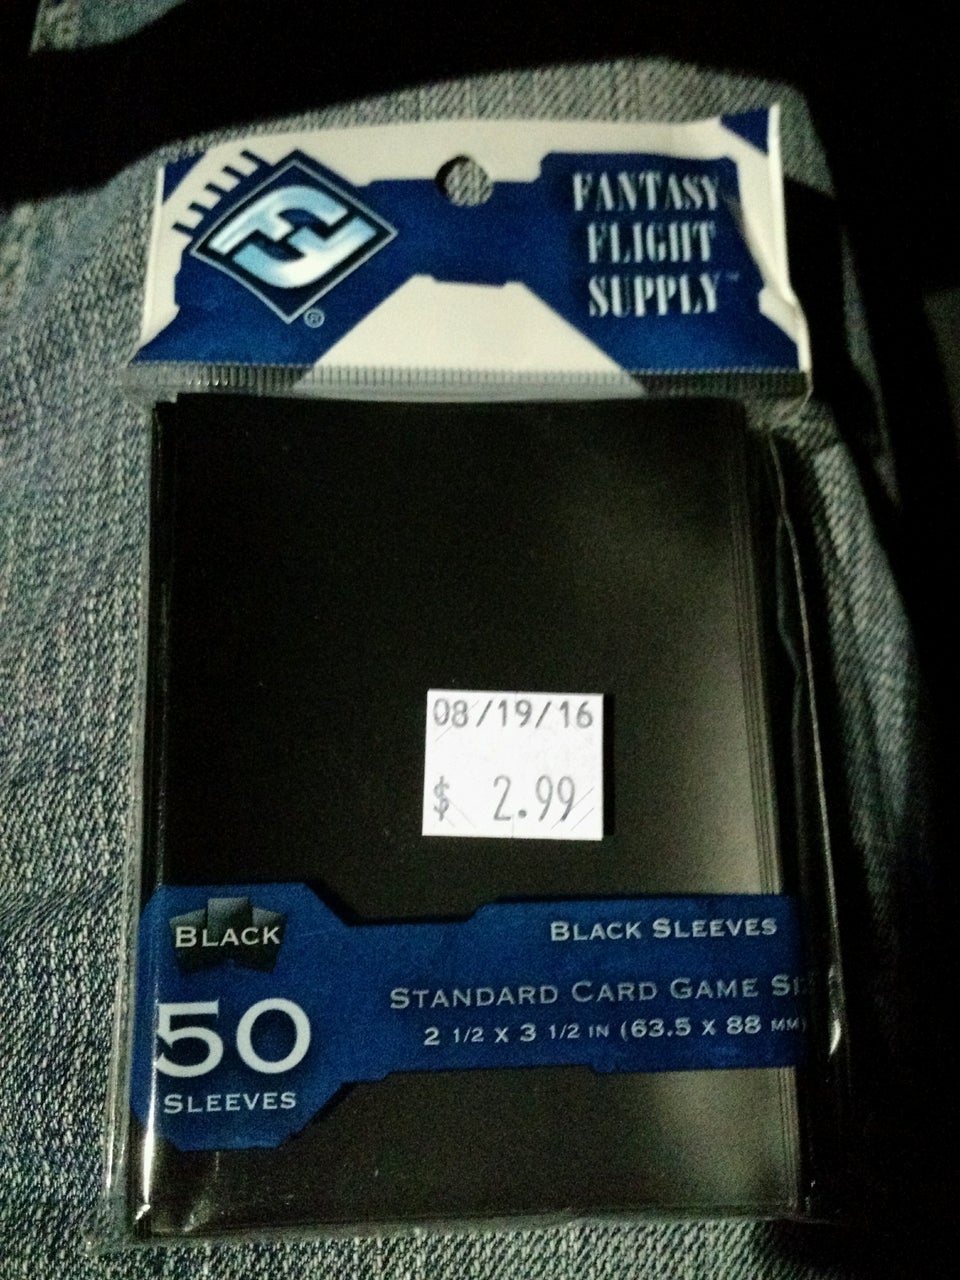 FANTASY
FLIGHT
SUPPLY™
®
08/19/16
$ 2.99
BLACK
50
SLEEVES
BLACK SLEEVES
STANDARD CARD GAME
2 1/2 X 3 1/2 IN (63.5 X 88 MM)